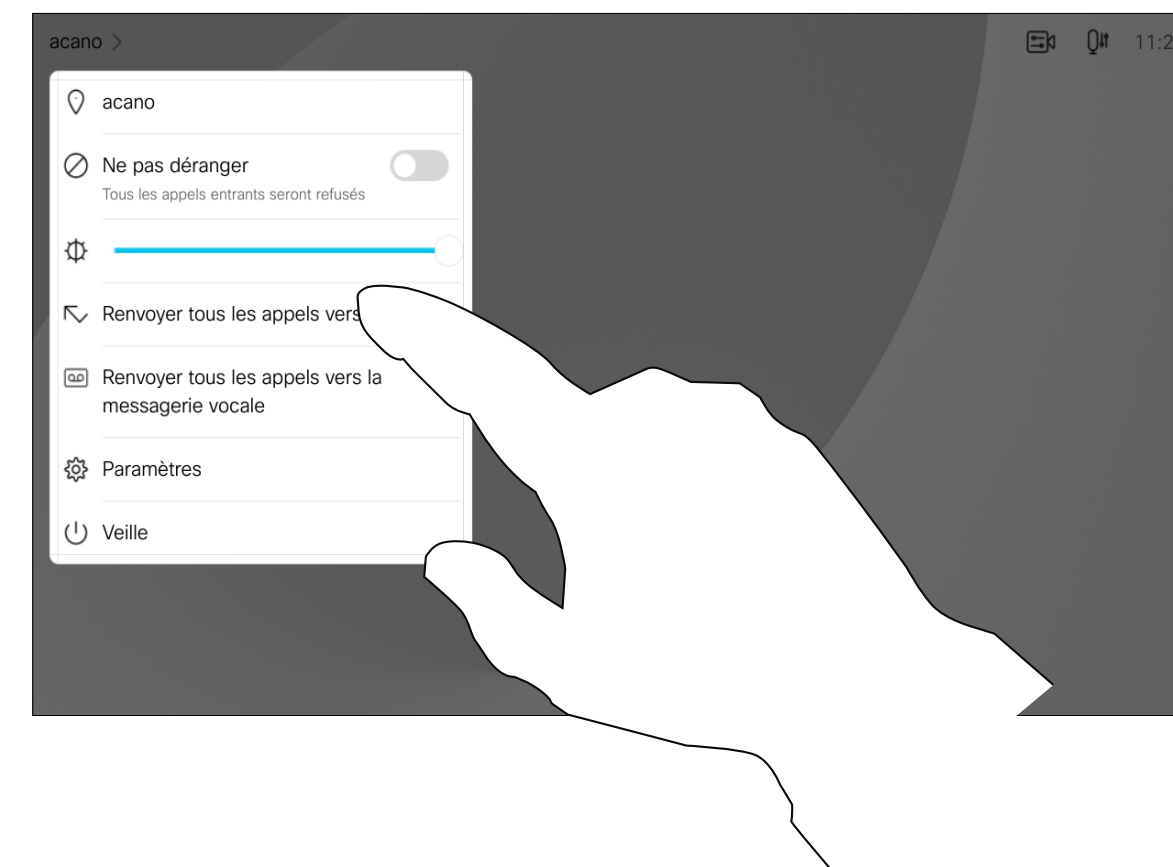 acano
11:2
acano
Ne pas déranger
Tous les appels entrants seront refusés
Renvoyer tous les appels vers
Renvoyer tous les appels vers la
messagerie vocale
Paramètres
Veille